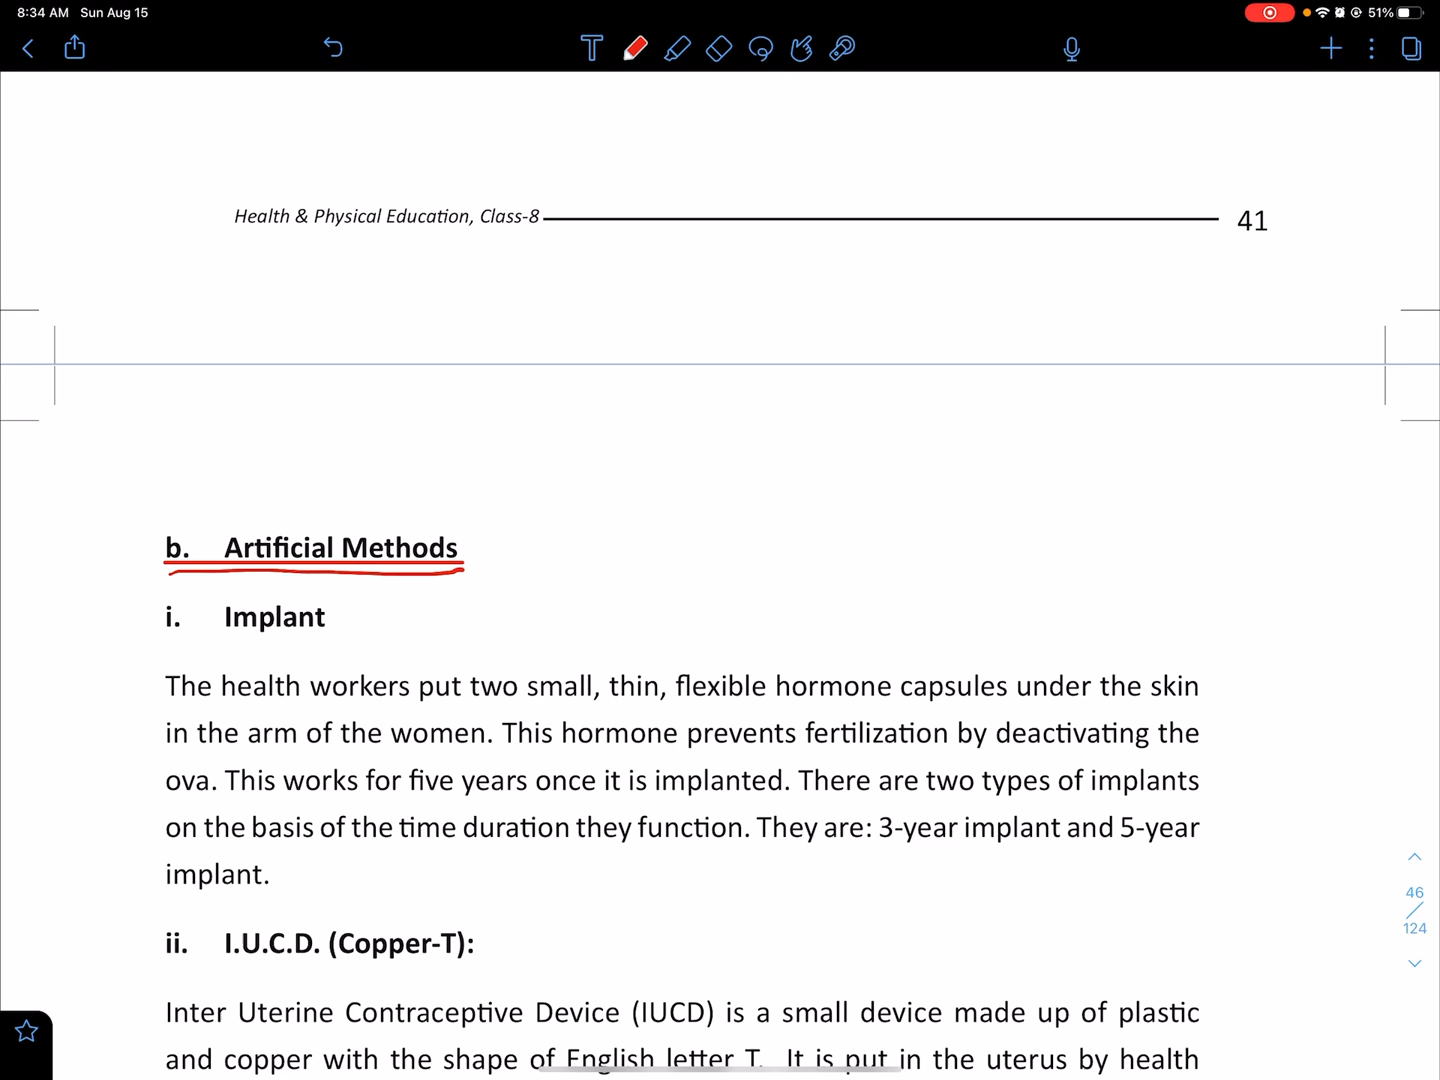 8:34 AM Sun Aug 15
51%
Health & Physical Education, Class-8 41
b. Artificial Methods
i. Implant
The health workers put two small, thin, flexible hormone capsules under the skin
in the arm of the women. This hormone prevents fertilization by deactivating the
ova. This works for five years once it is implanted. There are two types of implants
on the basis of the time duration they function. They are: 3-year implant and 5-year
implant.
ii. I.U.C.D. (Copper-T):
Inter Uterine Contraceptive Device (IUCD) is a small device made up of plastic
and copper with the shape of English letter T. It is put in the uterus by health
46
124